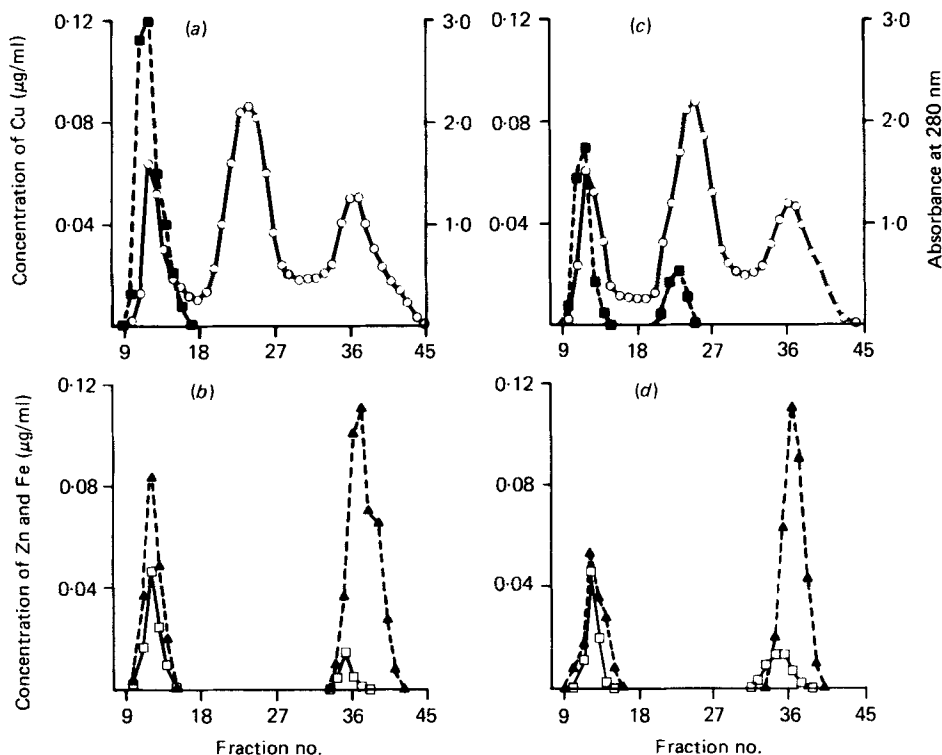 (a)
(c)
Concentration of Cu (µg/ml)
0·12
0·08
0·04
3·0
2·0
1·0
9 18 27 36 45
0·12
0·08
0·04
3·0
2·0
1·0
9 18 27 36 45
Absorbance at 280 nm
(b)
(d)
Concentration of Zn and Fe (µg/ml)
0·12
0·08
0·04
9 18 27 36 45
Fraction no.
0·12
0·08
0·04
9 18 27 36 45
Fraction no.